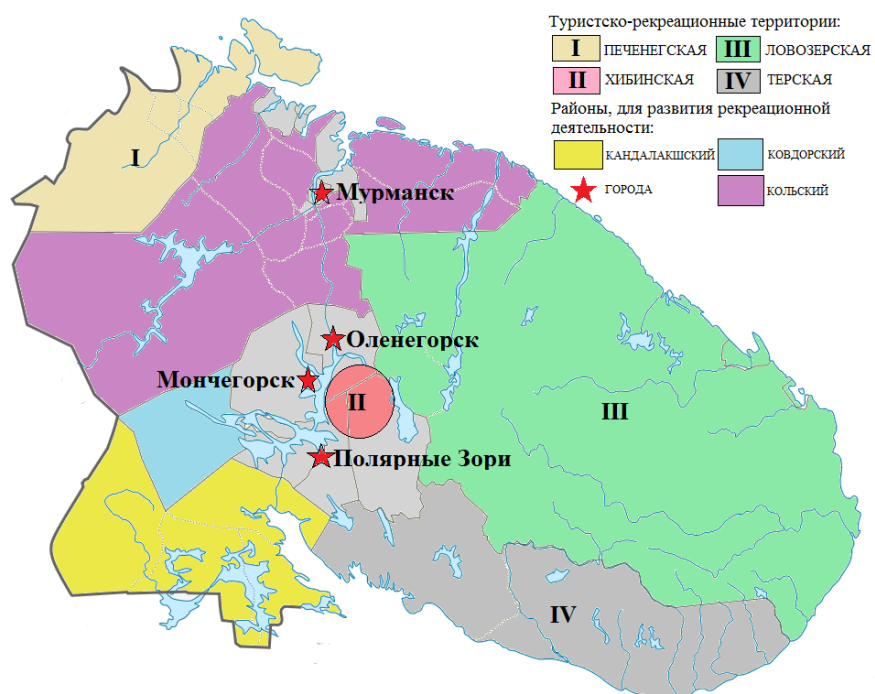 Туристско-рекреационные территории:
I ПЕЧЕНЕГСКАЯ III ЛОВОЗЕРСКАЯ
II ХИБИНСКАЯ IV ТЕРСКАЯ
Районы, для развития рекреационной
деятельности:
КАНДАЛАКШСКИЙ КОВДОРСКИЙ
ГОРОДА КОЛЬСКИЙ
I
Мурманск
Оленегорск
Мончегорск
II
III
Полярные Зори
IV